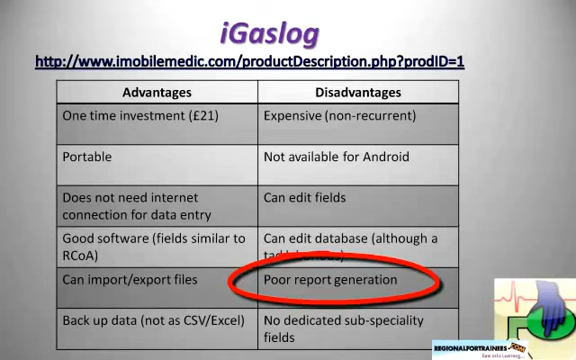 iGaslog
http://www.imobilemedic.com/productDescription.php?prodID=1
Advantages Disadvantages
One time investment (£21) Expensive (non-recurrent)
Portable Not available for Android
Does not need internet Can edit fields
connection for data entry
Good software (fields similar to Can edit database (although a
RCoA)
Can import/export files Poor report generation
Back up data (not as CSV/Excel) No dedicated sub-speciality
fields
REGIONALFORTRAINEES.COM